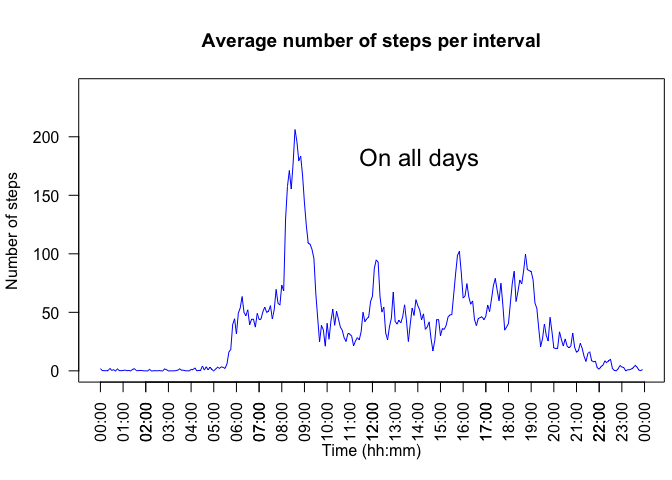 Average number of steps per interval
On all days
Number of steps
200
150
100
50
0
00:00 01:00 02:00 03:00 04:00 05:00 06:00 07:00 08:00 09:00 10:00 11:00 12:00 13:00 14:00 15:00 16:00 17:00 18:00 19:00 20:00 21:00 22:00 23:00 00:00
Time (hh:mm)